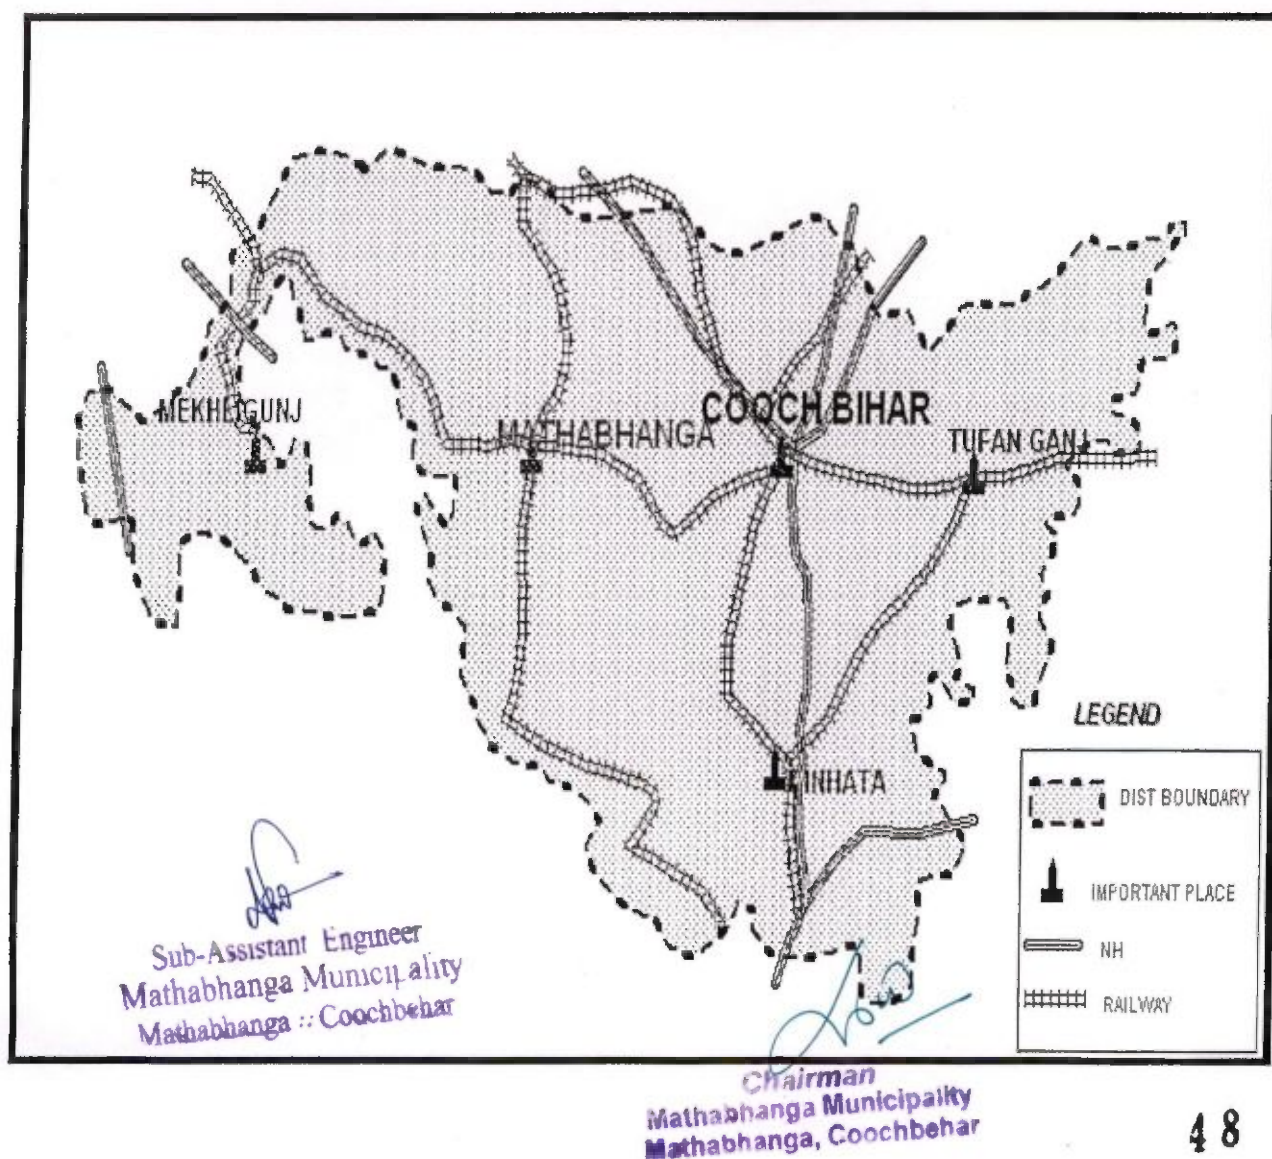 MEKHLIGUNJ
MATHABHANGA
COOCH BIHAR
TUFAN GANJ
DINHATA
LEGEND
DIST BOUNDARY
IMPORTANT PLACE
NH
RAILWAY
Sub-Assistant Engineer
Mathabhanga Municipality
Mathabhanga :: Coochbehar
Chairman
Mathabhanga Municipality
Mathabhanga, Coochbehar
48